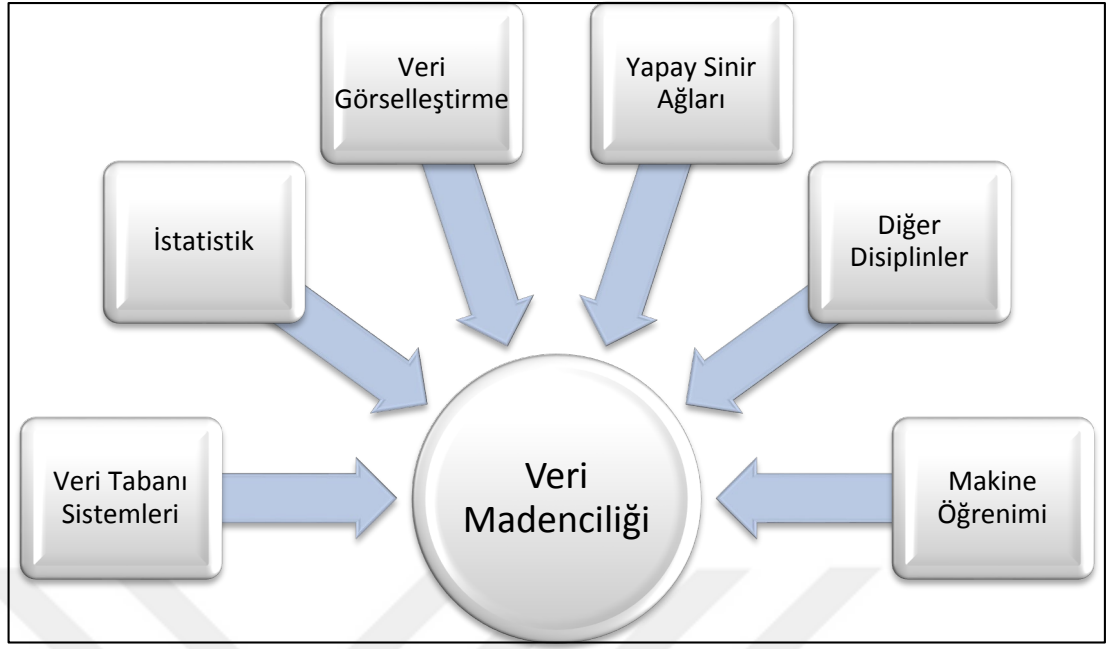 Veri
Görselleştirme
Yapay Sinir
Ağları
İstatistik
Diğer
Disiplinler
Veri Tabanı
Sistemleri
Veri
Madenciliği
Makine
Öğrenimi